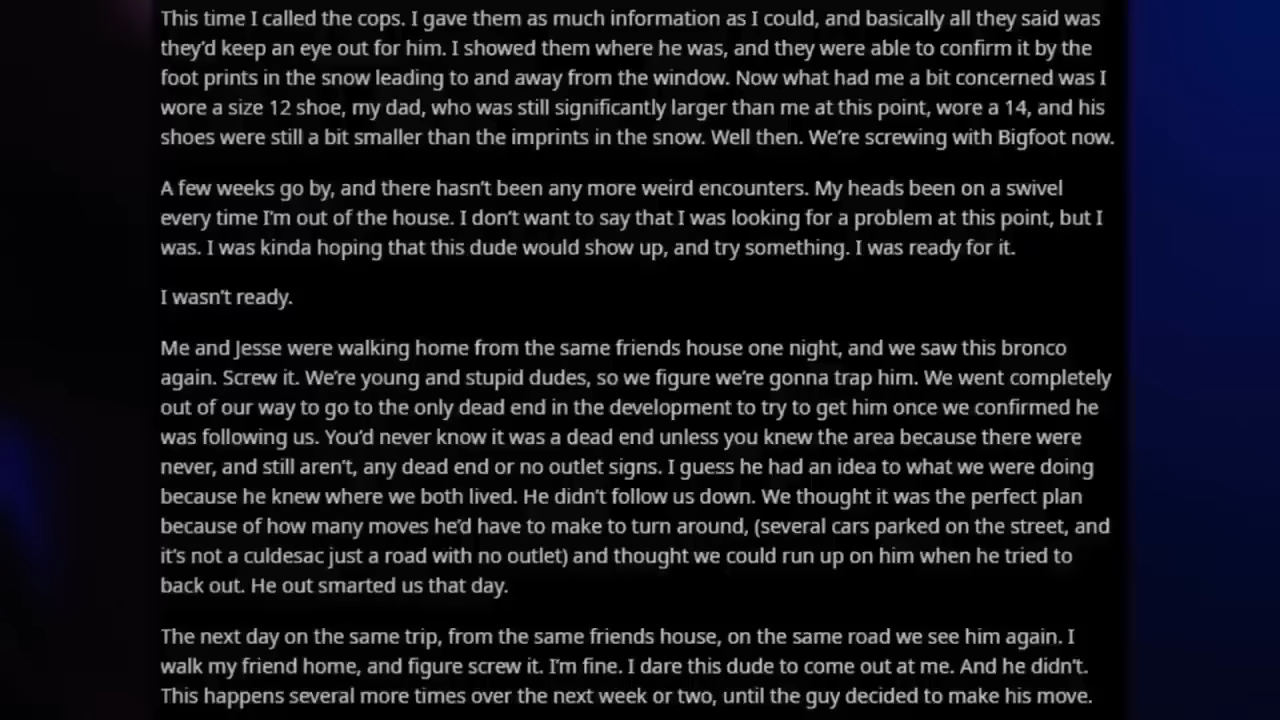 This time I called the cops. I gave them as much information as I could, and basically all they said was
they'd keep an eye out for him. I showed them where he was, and they were able to confirm it by the
foot prints in the snow leading to and away from the window. Now what had me a bit concerned was I
wore a size 12 shoe, my dad, who was still significantly larger than me at this point, wore a 14, and his
shoes were still a bit smaller than the imprints in the snow. Well then. We're screwing with Bigfoot now.
A few weeks go by, and there hasn't been any more weird encounters. My heads been on a swivel
every time I'm out of the house. I don't want to say that I was looking for a problem at this point, but I
was. I was kinda hoping that this dude would show up, and try something. I was ready for it.
I wasn't ready.
Me and Jesse were walking home from the same friends house one night, and we saw this bronco
again. Screw it. We're young and stupid dudes, so we figure we're gonna trap him. We went completely
out of our way to go to the only dead end in the development to try to get him once we confirmed he
was following us. You'd never know it was a dead end unless you knew the area because there were
never, and still aren't, any dead end or no outlet signs. I guess he had an idea to what we were doing
because he knew where we both lived. He didn't follow us down. We thought it was the perfect plan
because of how many moves he'd have to make to turn around, (several cars parked on the street, and
it's not a culdesac just a road with no outlet) and thought we could run up on him when he tried to
back out. He out smarted us that day.
The next day on the same trip, from the same friends house, on the same road we see him again. I
walk my friend home, and figure screw it. I'm fine. I dare this dude to come out at me. And he didn't.
This happens several more times over the next week or two, until the guy decided to make his move.